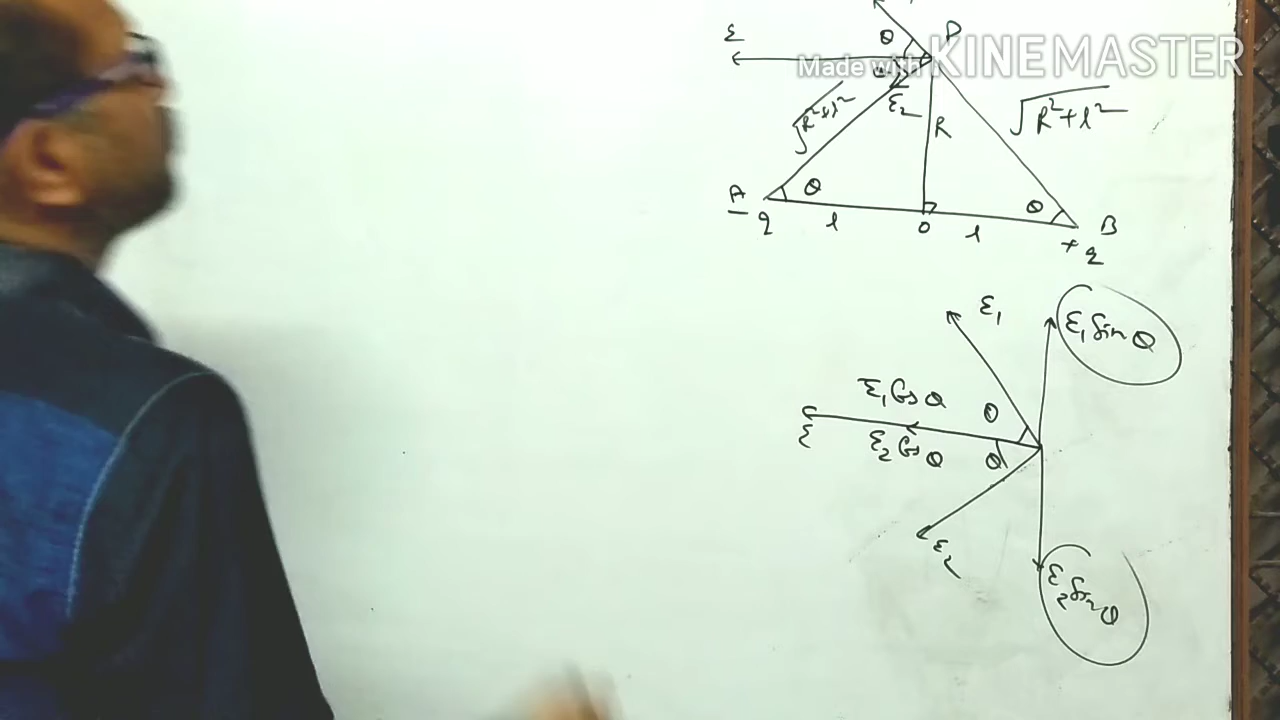 P
E
θ
Made with KINEMASTER
θ
E₂
√R²+l²
√R²+l²
R
A
θ
θ
B
- q
l
O
l
+ q
E₁
E₁ Sin θ
E₁ Cos θ
θ
E
E₂ Cos θ
θ
E₂
E₂ Sin θ